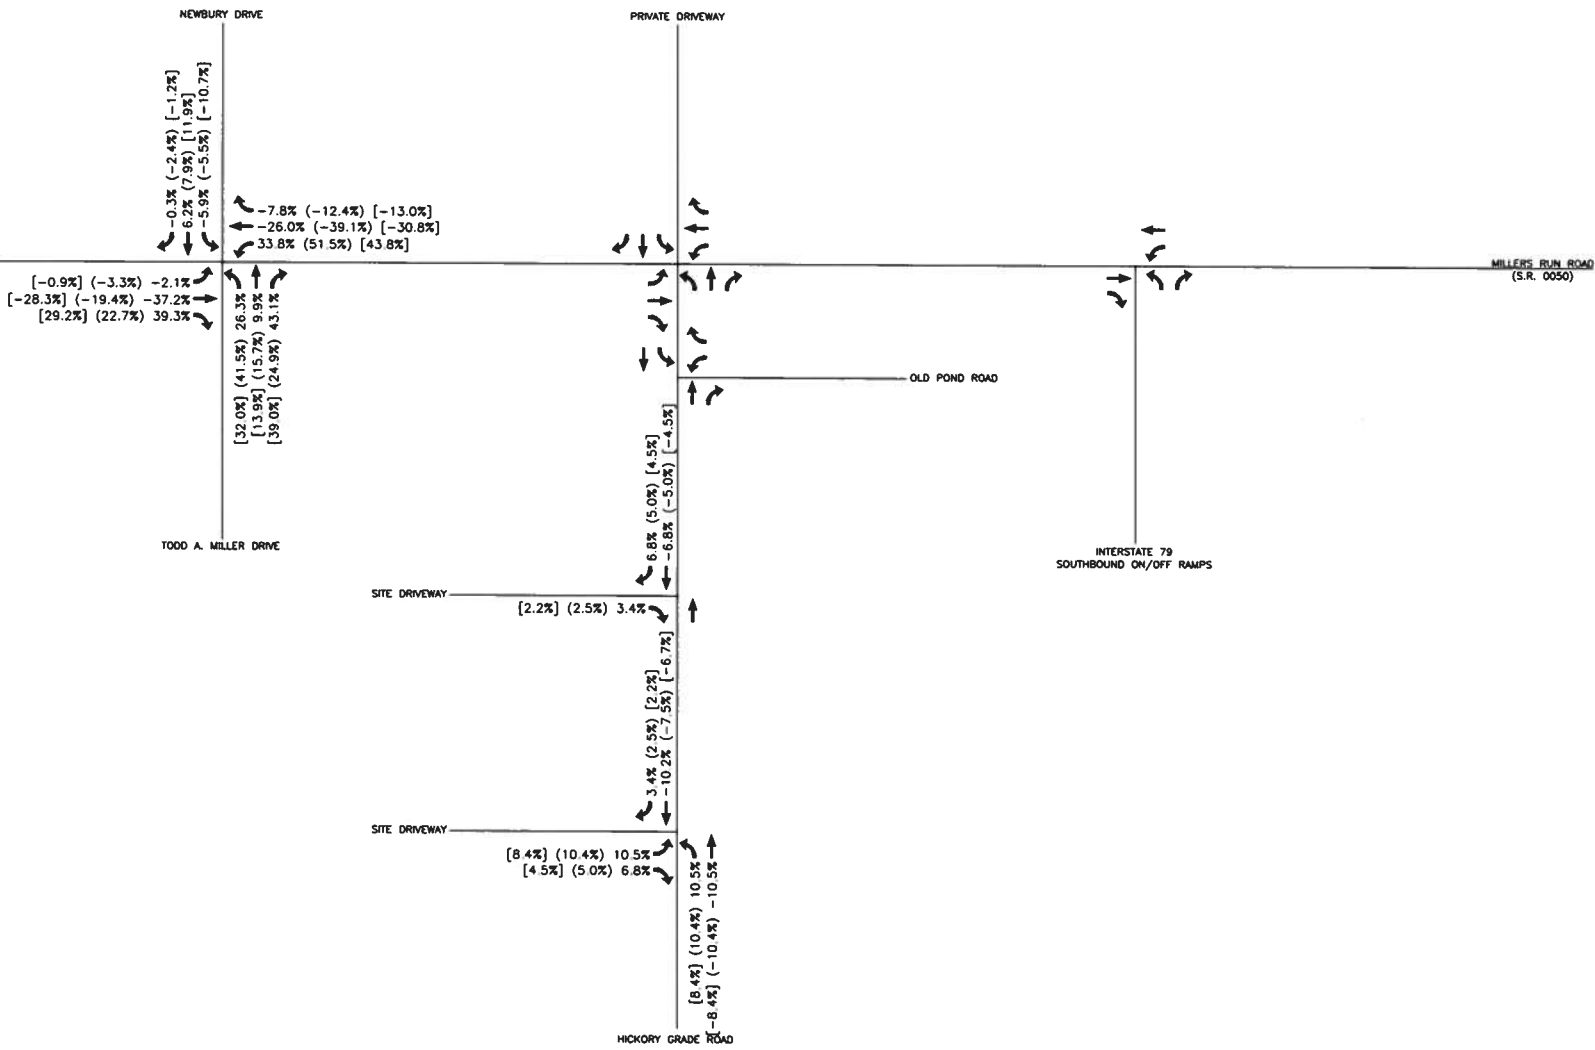 NEWBURY DRIVE
PRIVATE DRIVEWAY
-0.3% (-2.4%) [-1.2%]
6.2% (7.9%) [11.9%]
-5.9% (-5.5%) [-10.7%]
-7.8% (-12.4%) [-13.0%]
-26.0% (-39.1%) [-30.8%]
33.8% (51.5%) [43.8%]
MILLERS RUN ROAD
(S.R. 0050)
[-0.9%] (-3.3%) -2.1%
[-28.3%] (-19.4%) -37.2%
[29.2%] (22.7%) 39.3%
[32.0%] (41.5%) 26.3%
[13.9%] (15.7%) 9.9%
[39.0%] (24.9%) 43.1%
OLD POND ROAD
6.8% (5.0%) [4.5%]
-6.8% (-5.0%) [-4.5%]
TODD A. MILLER DRIVE
INTERSTATE 79
SOUTHBOUND ON/OFF RAMPS
SITE DRIVEWAY
[2.2%] (2.5%) 3.4%
3.4% (2.5%) [2.2%]
-10.2% (-7.5%) [-6.7%]
SITE DRIVEWAY
[8.4%] (10.4%) 10.5%
[4.5%] (5.0%) 6.8%
[8.4%] (10.4%) 10.5%
[-8.4%] (-10.4%) -10.5%
HICKORY GRADE ROAD